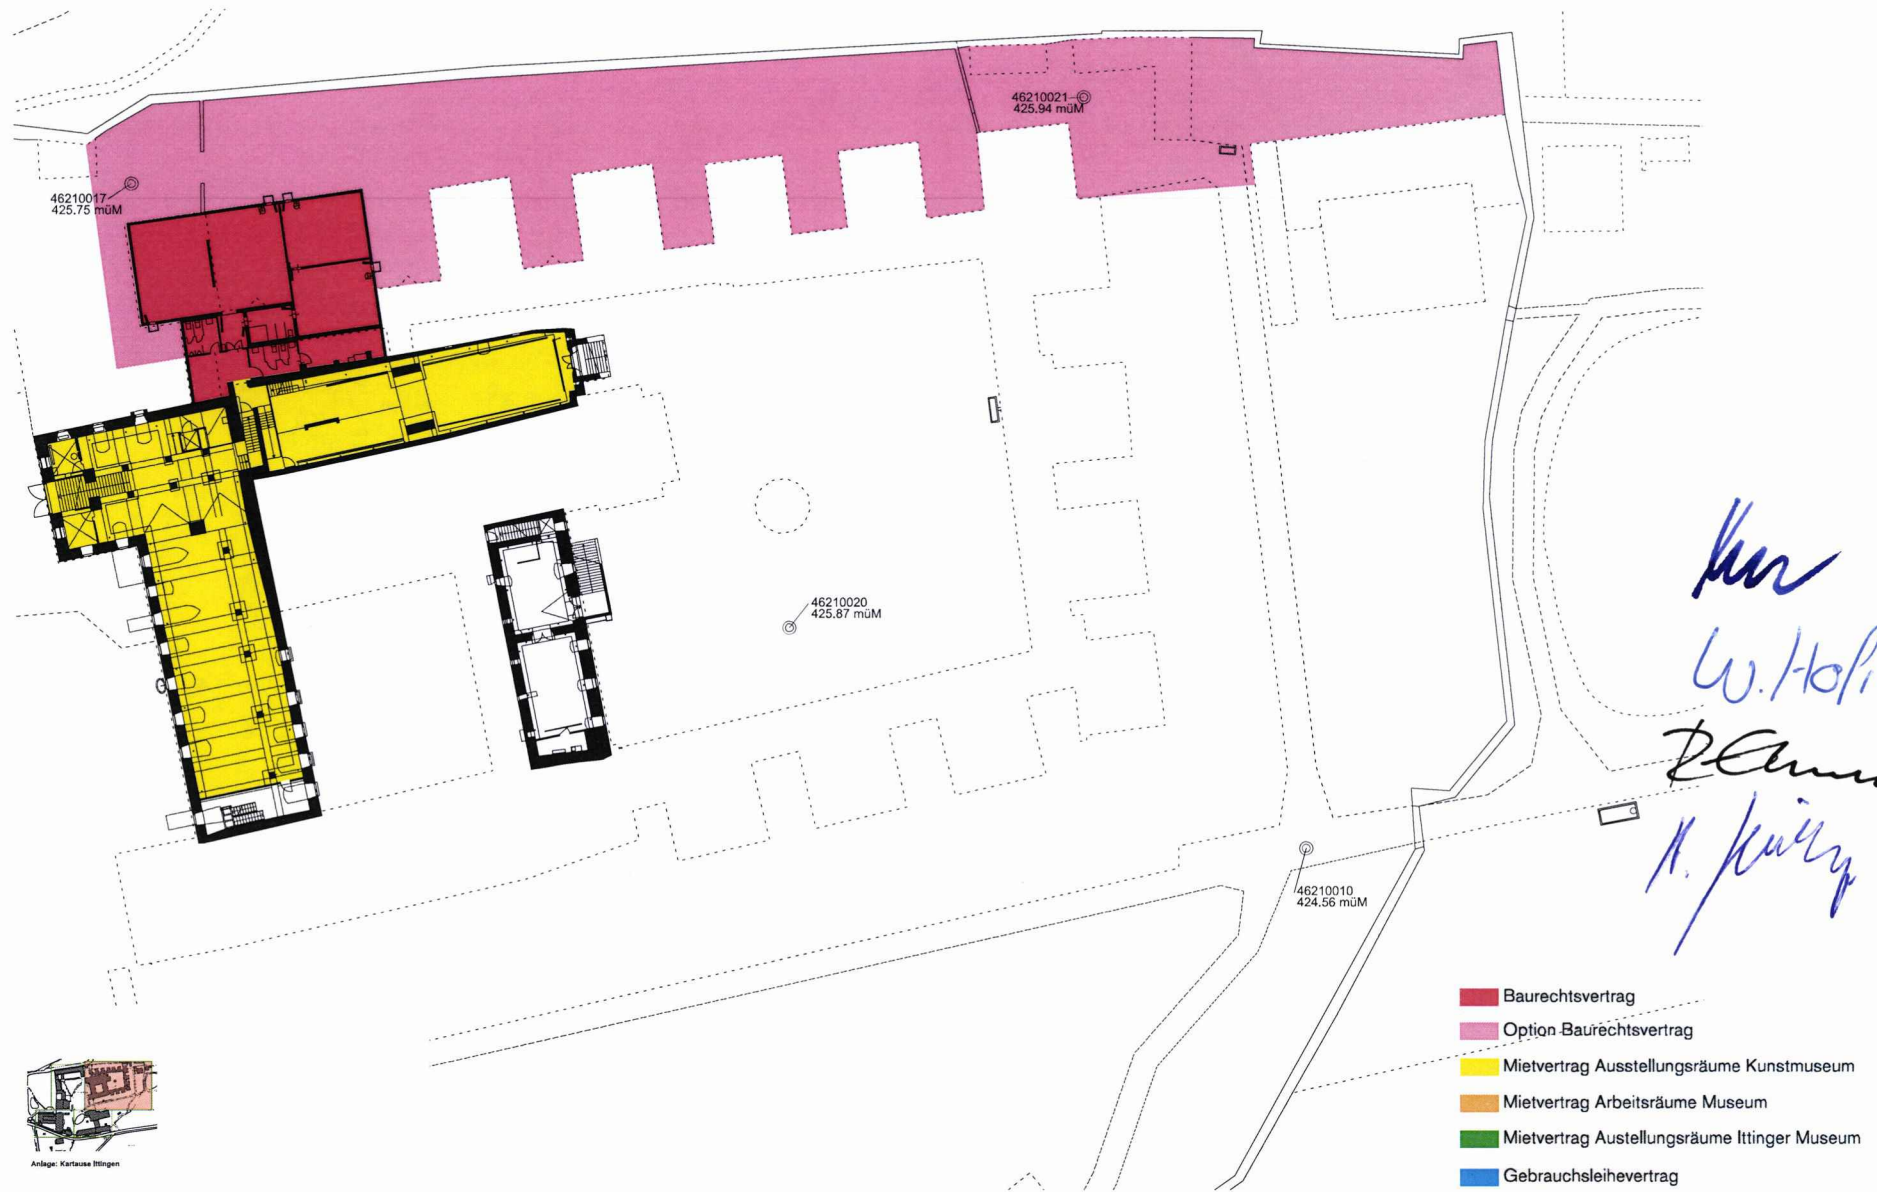 46210021
425.94 müM
46210017
425.75 müM
46210020
425.87 müM
46210010
424.56 müM
Baurechtsvertrag
Option Baurechtsvertrag
Mietvertrag Ausstellungsräume Kunstmuseum
Mietvertrag Arbeitsräume Museum
Mietvertrag Austellungsräume Ittinger Museum
Gebrauchsleihevertrag
Anlage: Kartause Ittingen